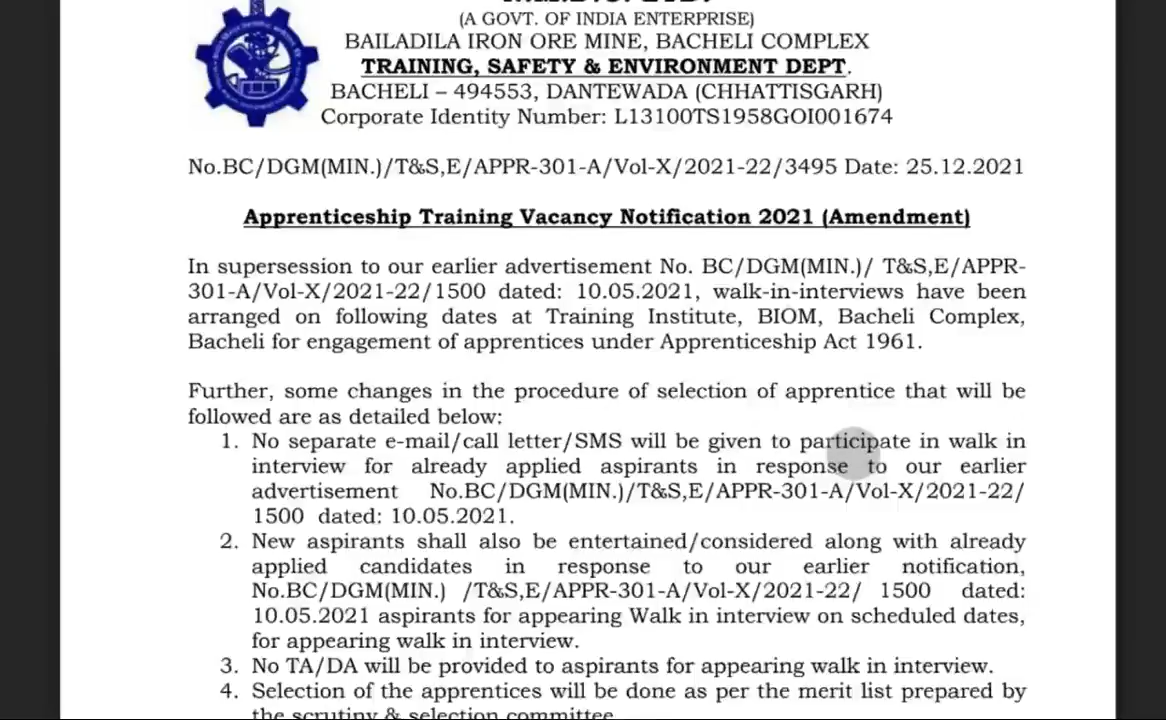 (A GOVT. OF INDIA ENTERPRISE)
BAILADILA IRON ORE MINE, BACHELI COMPLEX
TRAINING, SAFETY & ENVIRONMENT DEPT.
BACHELI – 494553, DANTEWADA (CHHATTISGARH)
Corporate Identity Number: L13100TS1958GOI001674
No.BC/DGM(MIN.)/T&S,E/APPR-301-A/Vol-X/2021-22/3495 Date: 25.12.2021
Apprenticeship Training Vacancy Notification 2021 (Amendment)
In supersession to our earlier advertisement No. BC/DGM(MIN.)/ T&S,E/APPR-
301-A/Vol-X/2021-22/1500 dated: 10.05.2021, walk-in-interviews have been
arranged on following dates at Training Institute, BIOM, Bacheli Complex,
Bacheli for engagement of apprentices under Apprenticeship Act 1961.
Further, some changes in the procedure of selection of apprentice that will be
followed are as detailed below:
1. No separate e-mail/call letter/SMS will be given to participate in walk in
interview for already applied aspirants in response to our earlier
advertisement No.BC/DGM(MIN.)/T&S,E/APPR-301-A/Vol-X/2021-22/
1500 dated: 10.05.2021.
2. New aspirants shall also be entertained/considered along with already
applied candidates in response to our earlier notification,
No.BC/DGM(MIN.) /T&S,E/APPR-301-A/Vol-X/2021-22/ 1500 dated:
10.05.2021 aspirants for appearing Walk in interview on scheduled dates,
for appearing walk in interview.
3. No TA/DA will be provided to aspirants for appearing walk in interview.
4. Selection of the apprentices will be done as per the merit list prepared by
the scrutiny & selection committee